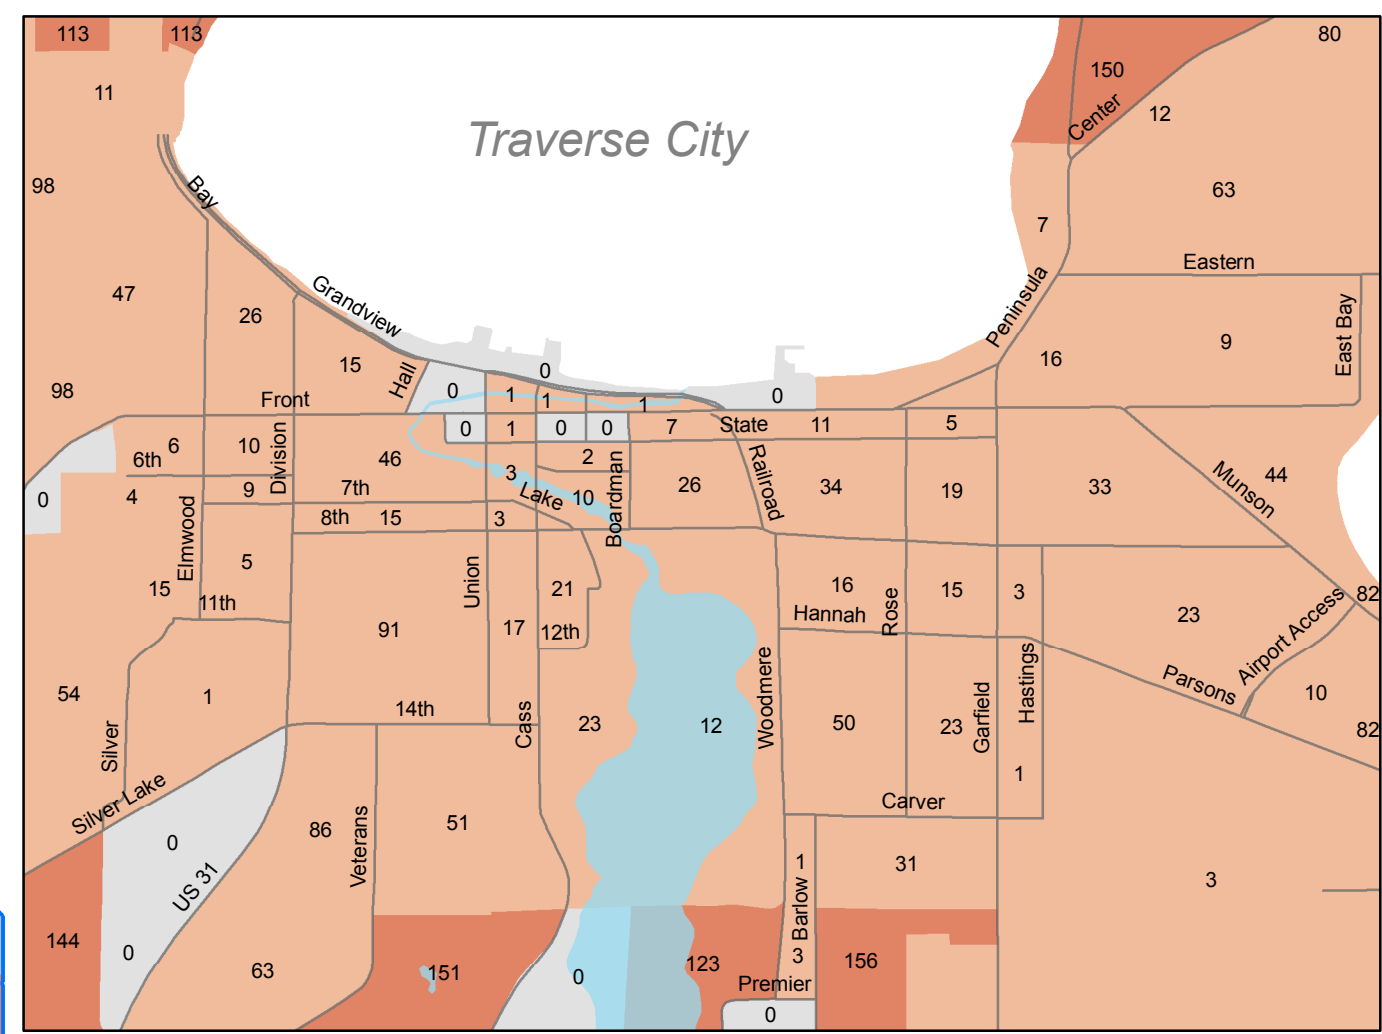 113
113
80
150
Center
11
12
Traverse City
98
Bay
63
7
Eastern
47
Grandview
26
Peninsula
East Bay
9
16
15
Hall
0
98
0
1
1
1
0
Front
0
1
0
0
7
State
11
5
6th
6
10
Division
46
2
Boardman
Railroad
3
Lake
10
26
34
19
33
Munson
44
0
4
9
7th
8th
15
3
Elmwood
5
15
11th
Union
21
12th
17
91
16
Hannah
Rose
15
3
23
Airport Access
82
Parsons
10
82
54
1
Silver
14th
Cass
23
12
Woodmere
50
23
Garfield
Hastings
1
Silver Lake
Carver
0
US 31
86
Veterans
51
1
Barlow
31
3
144
0
63
151
0
123
3
156
Premier
0